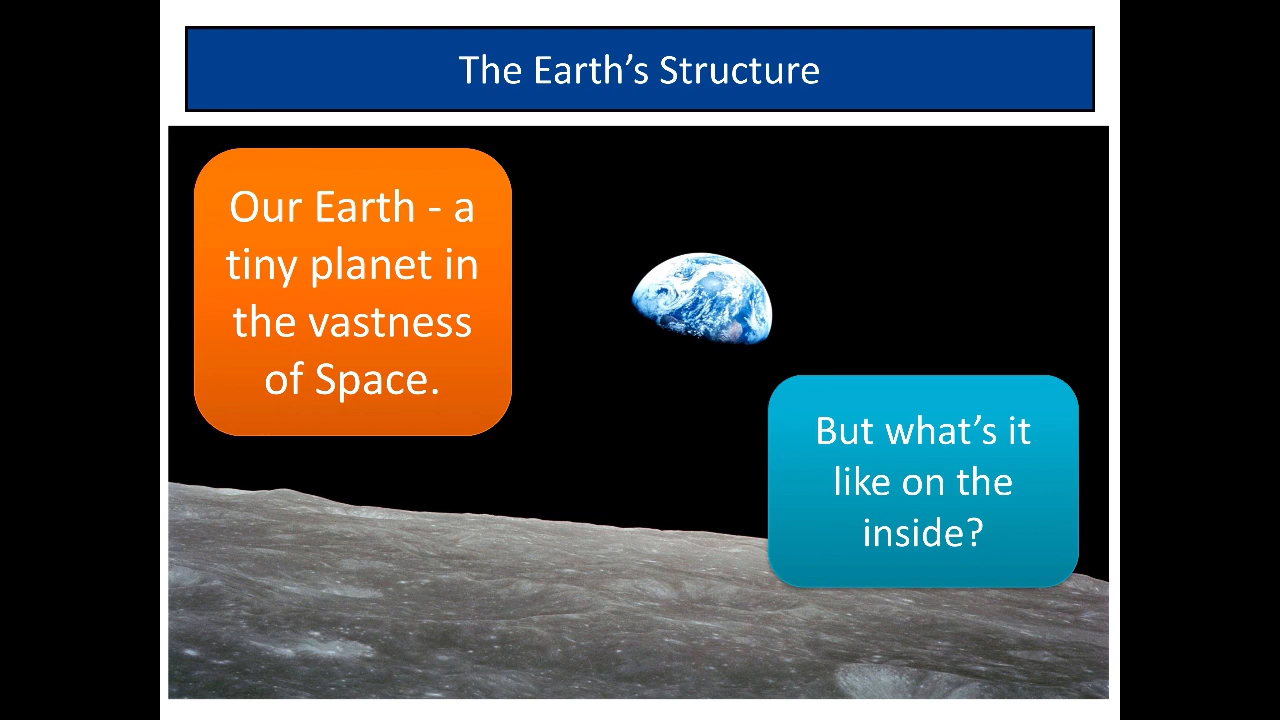 The Earth’s Structure
Our Earth - a
tiny planet in
the vastness
of Space.
But what’s it
like on the
inside?